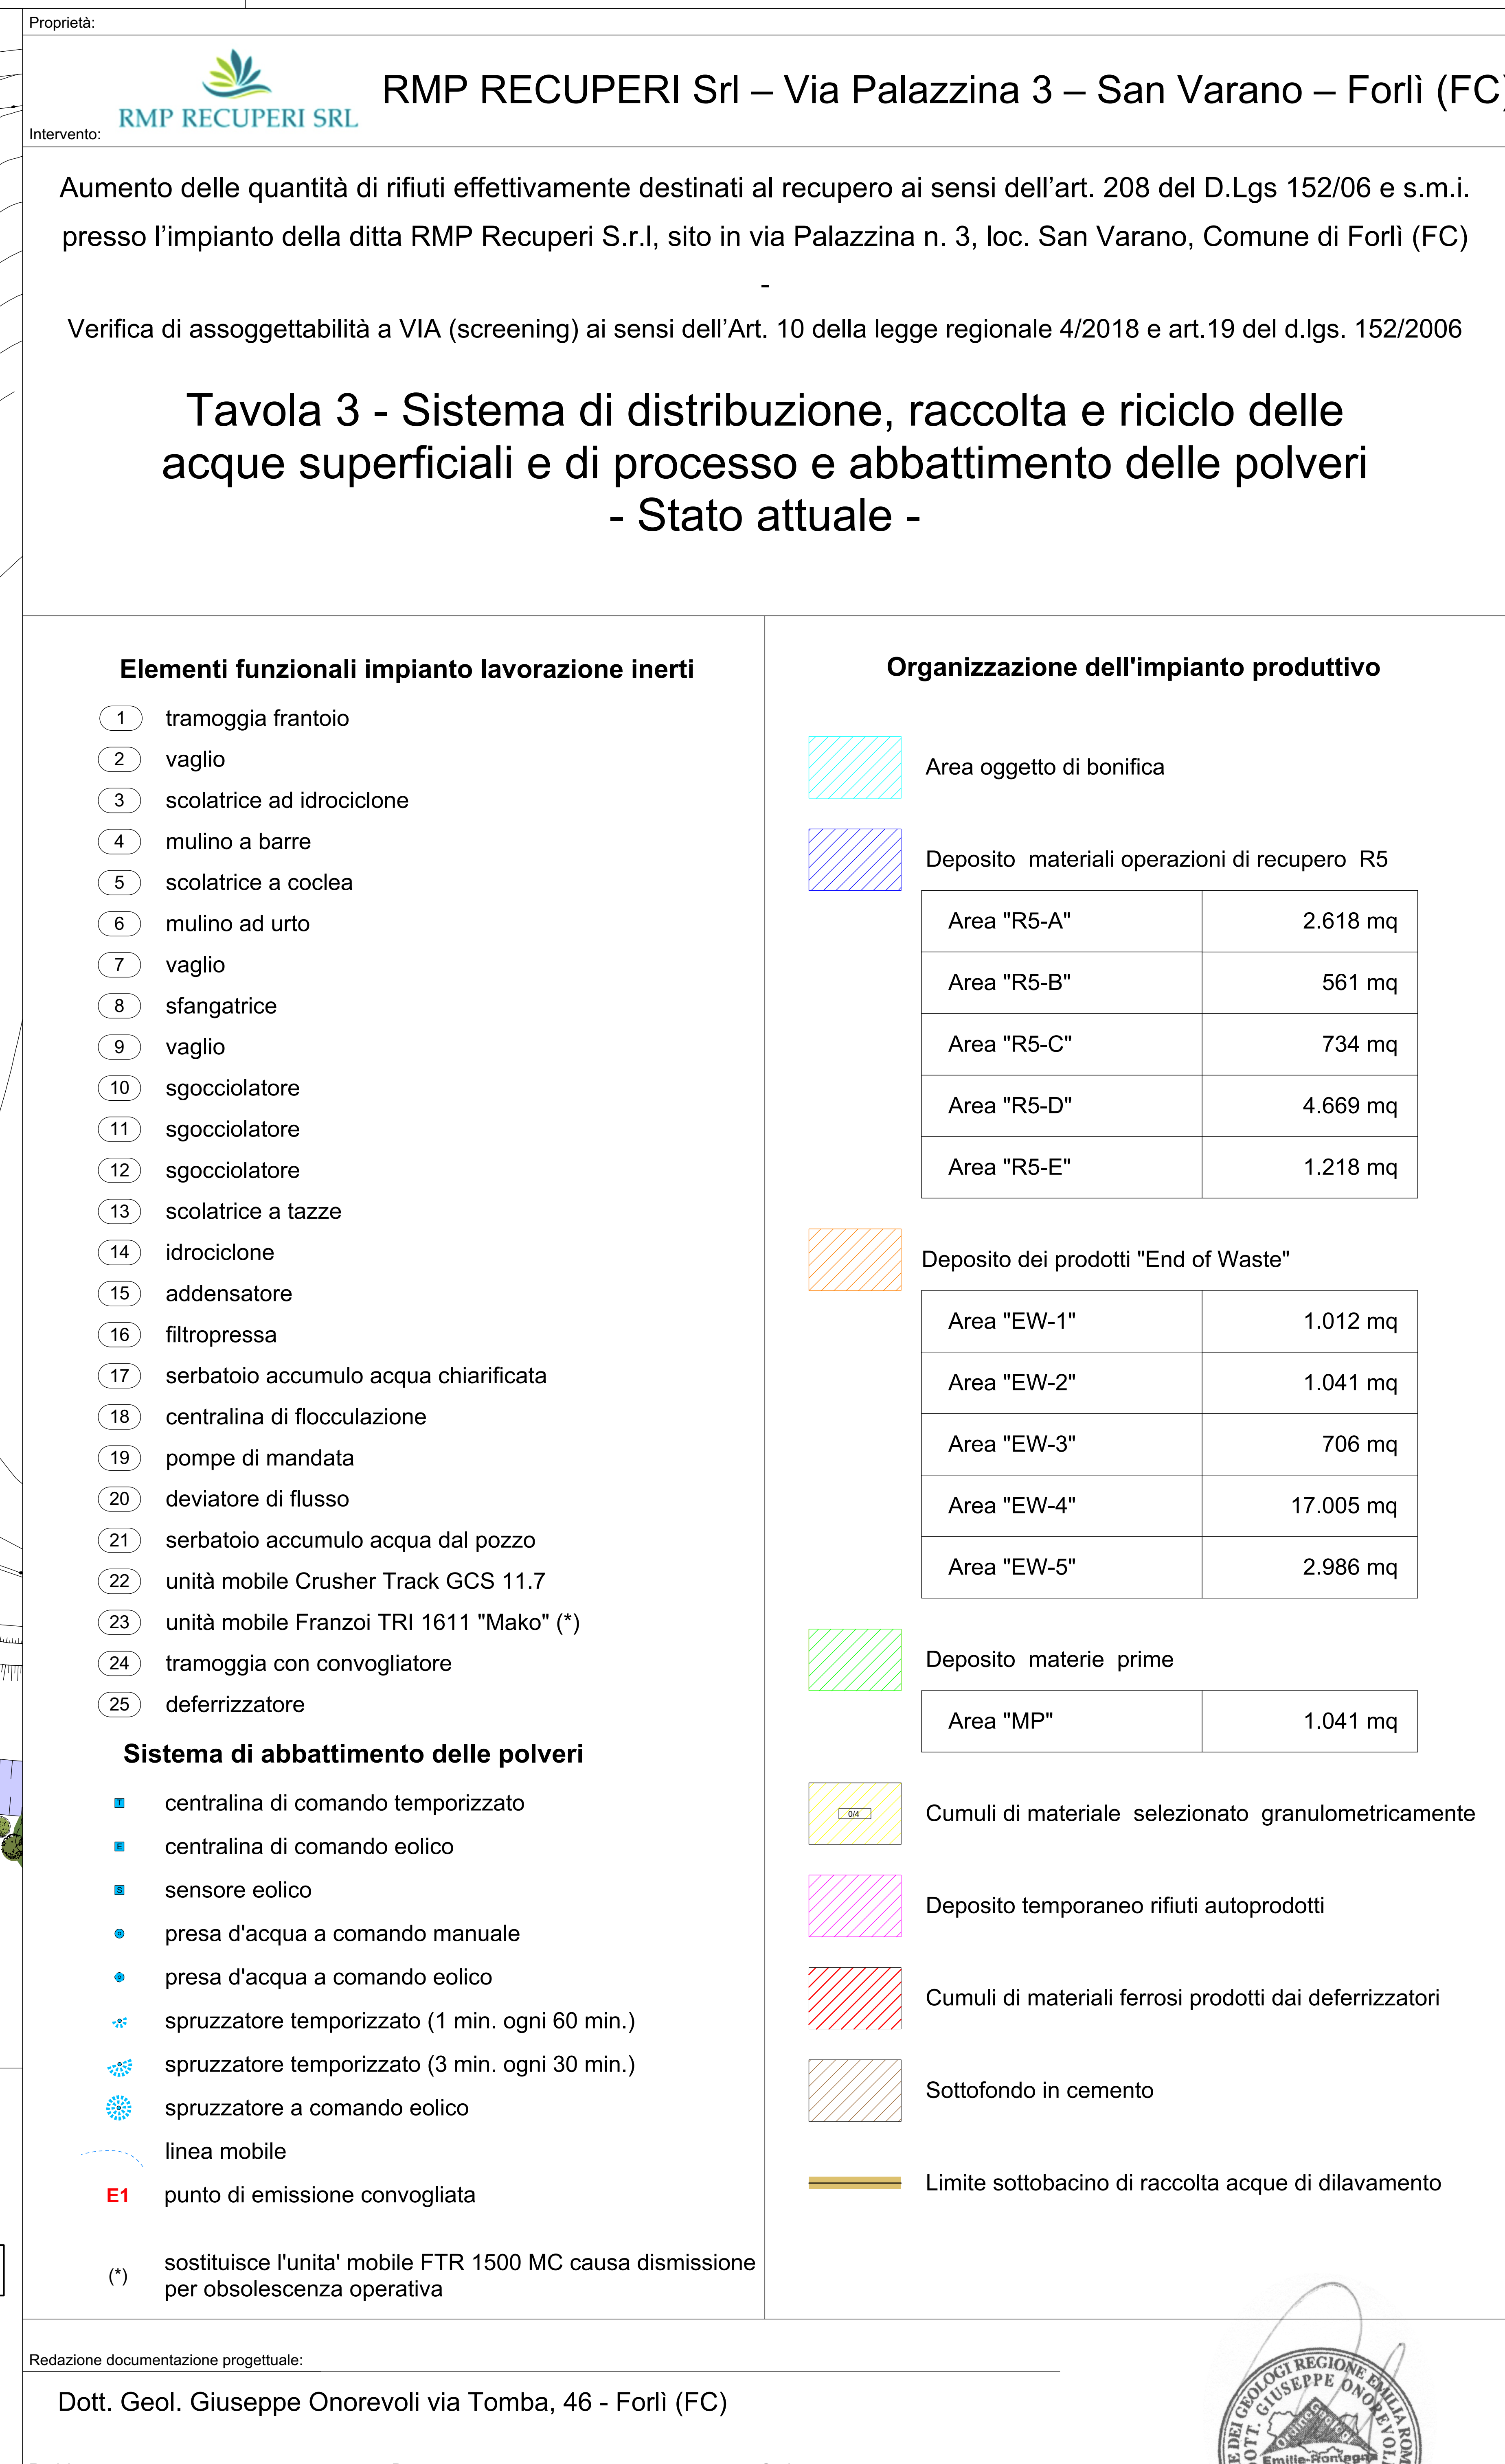 Proprietà:
RMP RECUPERI SRL
RMP RECUPERI Srl – Via Palazzina 3 – San Varano – Forlì (FC)
Intervento:
Aumento delle quantità di rifiuti effettivamente destinati al recupero ai sensi dell’art. 208 del D.Lgs 152/06 e s.m.i.
presso l’impianto della ditta RMP Recuperi S.r.l, sito in via Palazzina n. 3, loc. San Varano, Comune di Forlì (FC)
-
Verifica di assoggettabilità a VIA (screening) ai sensi dell’Art. 10 della legge regionale 4/2018 e art.19 del d.lgs. 152/2006
Tavola 3 - Sistema di distribuzione, raccolta e riciclo delle
acque superficiali e di processo e abbattimento delle polveri
- Stato attuale -
Elementi funzionali impianto lavorazione inerti
1 tramoggia frantoio
2 vaglio
3 scolatrice ad idrociclone
4 mulino a barre
5 scolatrice a coclea
6 mulino ad urto
7 vaglio
8 sfangatrice
9 vaglio
10 sgocciolatore
11 sgocciolatore
12 sgocciolatore
13 scolatrice a tazze
14 idrociclone
15 addensatore
16 filtropressa
17 serbatoio accumulo acqua chiarificata
18 centralina di flocculazione
19 pompe di mandata
20 deviatore di flusso
21 serbatoio accumulo acqua dal pozzo
22 unità mobile Crusher Track GCS 11.7
23 unità mobile Franzoi TRI 1611 "Mako" (*)
24 tramoggia con convogliatore
25 deferrizzatore
Sistema di abbattimento delle polveri
T centralina di comando temporizzato
E centralina di comando eolico
S sensore eolico
presa d'acqua a comando manuale
presa d'acqua a comando eolico
spruzzatore temporizzato (1 min. ogni 60 min.)
spruzzatore temporizzato (3 min. ogni 30 min.)
spruzzatore a comando eolico
linea mobile
E1 punto di emissione convogliata
(*) sostituisce l'unita' mobile FTR 1500 MC causa dismissione
per obsolescenza operativa
Organizzazione dell'impianto produttivo
Area oggetto di bonifica
Deposito materiali operazioni di recupero R5
Area "R5-A" 2.618 mq
Area "R5-B" 561 mq
Area "R5-C" 734 mq
Area "R5-D" 4.669 mq
Area "R5-E" 1.218 mq
Deposito dei prodotti "End of Waste"
Area "EW-1" 1.012 mq
Area "EW-2" 1.041 mq
Area "EW-3" 706 mq
Area "EW-4" 17.005 mq
Area "EW-5" 2.986 mq
Deposito materie prime
Area "MP" 1.041 mq
0/4 Cumuli di materiale selezionato granulometricamente
Deposito temporaneo rifiuti autoprodotti
Cumuli di materiali ferrosi prodotti dai deferrizzatori
Sottofondo in cemento
Limite sottobacino di raccolta acque di dilavamento
Redazione documentazione progettuale:
Dott. Geol. Giuseppe Onorevoli via Tomba, 46 - Forlì (FC)
DEI GEOLOGI REGIONE EMILIA ROM
DOTT. GIUSEPPE ONOREVOLI
Emilia-Romagna